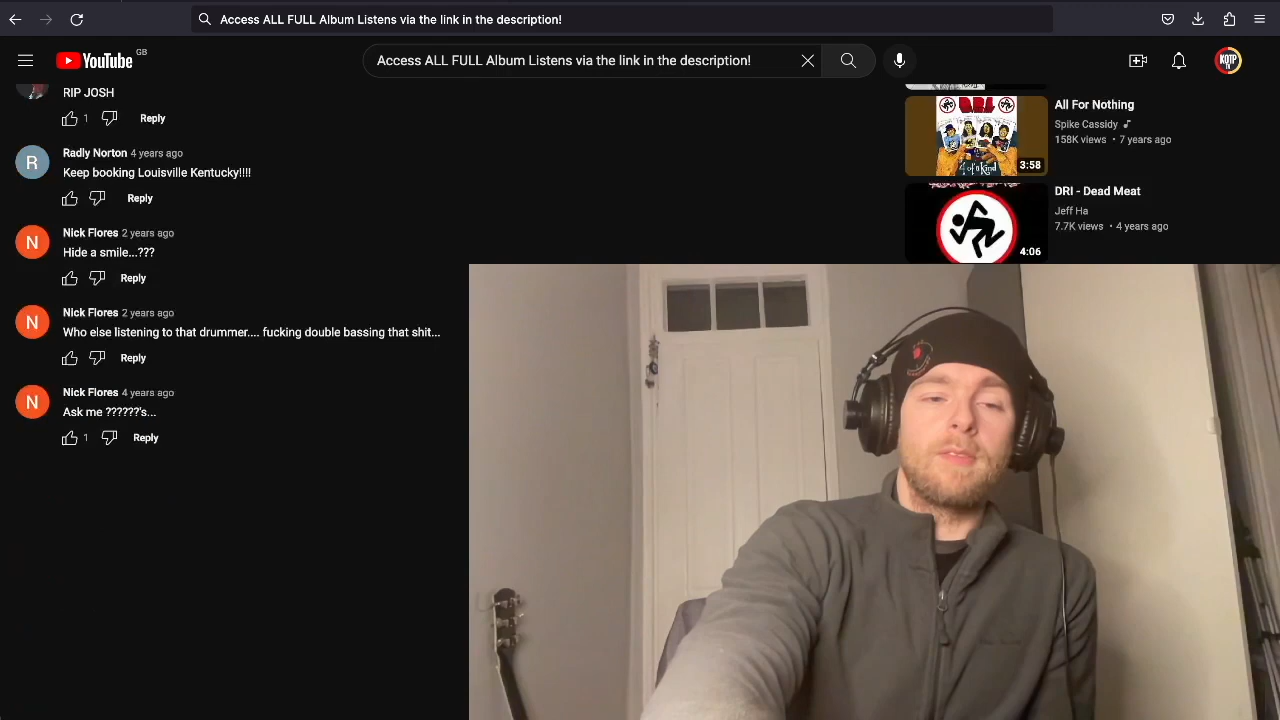 Access ALL FULL Album Listens via the link in the description!
YouTube GB
Access ALL FULL Album Listens via the link in the description!
KOTP
RIP JOSH
1 Reply
R
Radly Norton 4 years ago
Keep booking Louisville Kentucky!!!!
Reply
N
Nick Flores 2 years ago
Hide a smile...???
Reply
N
Nick Flores 2 years ago
Who else listening to that drummer.... fucking double bassing that shit...
Reply
N
Nick Flores 4 years ago
Ask me ??????'s...
1 Reply
D.R.I.
4 of a Kind
3:58
All For Nothing
Spike Cassidy
158K views • 7 years ago
4:06
DRI - Dead Meat
Jeff Ha
7.7K views • 4 years ago